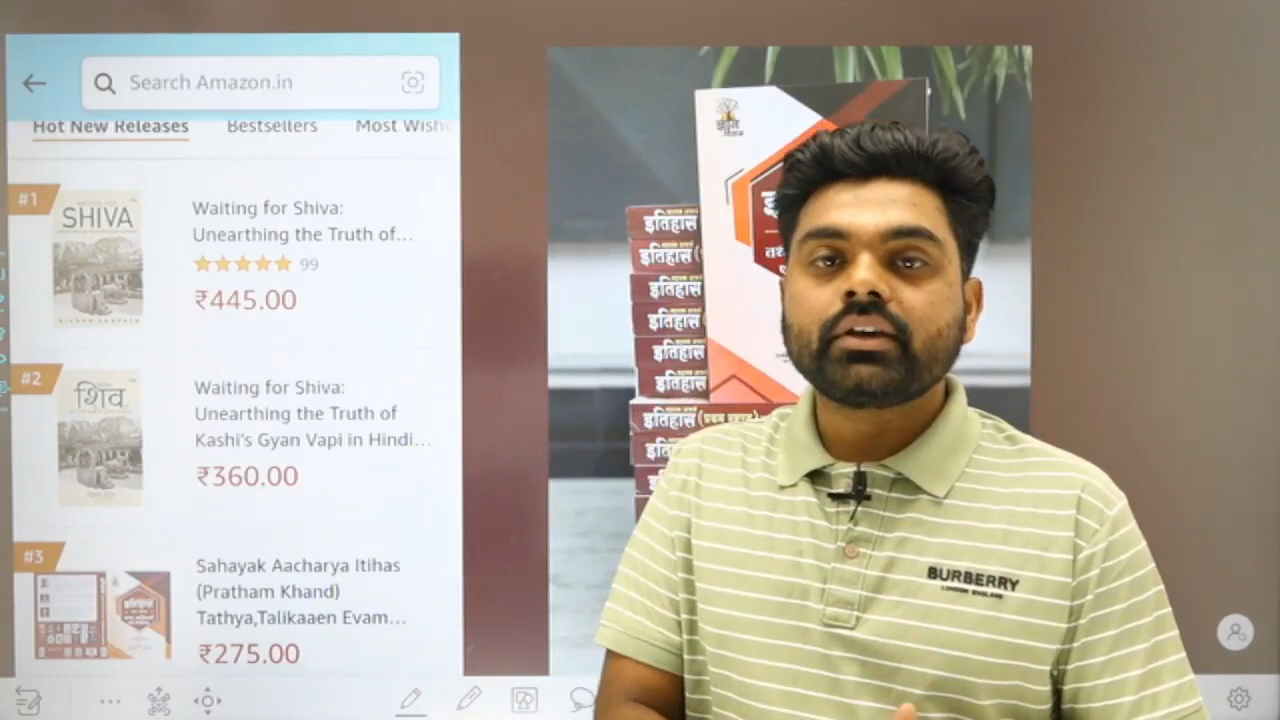 Search Amazon.in
Hot New Releases
Bestsellers
#1
SHIVA
Waiting for Shiva:
Unearthing the Truth of...
99
₹445.00
#2
शिव
Waiting for Shiva:
Unearthing the Truth of
Kashi's Gyan Vapi in Hindi...
₹360.00
#3
Sahayak Aacharya Itihas
(Pratham Khand)
Tathya,Talikaaen Evam...
₹275.00
इतिहास
इतिहास
इतिहास
इतिहास
इतिहास
इतिहास
इतिहास
इतिहास
BURBERRY
LONDON ENGLAND